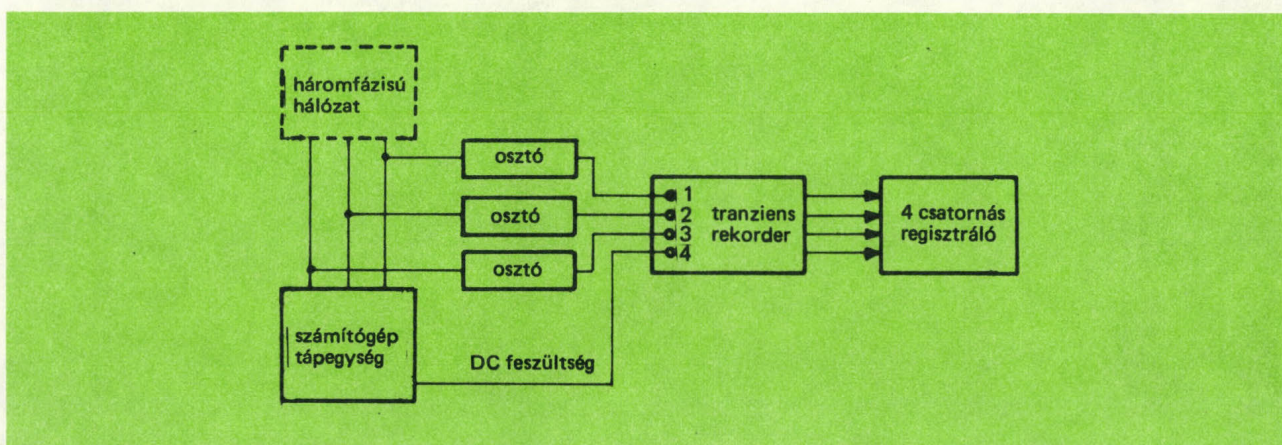 háromfázisú
hálózat
osztó
osztó
osztó
1
2
3
4
tranziens
rekorder
4 csatornás
regisztráló
számítógép
tápegység
DC feszültség